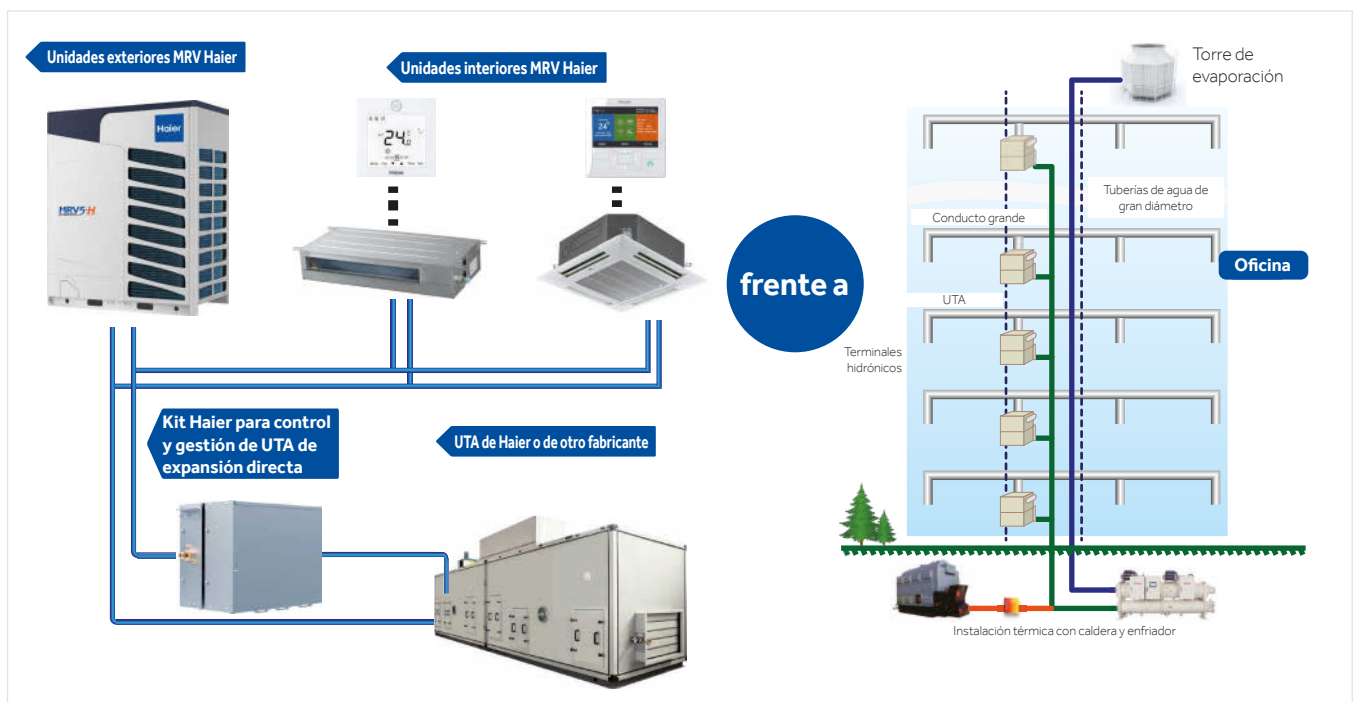 Unidades exteriores MRV Haier
Unidades interiores MRV Haier
Haier
MRV5-H
24.0
24°
frente a
Kit Haier para control
y gestión de UTA de
expansión directa
UTA de Haier o de otro fabricante
Torre de
evaporación
Tuberías de agua de
gran diámetro
Conducto grande
Oficina
UTA
Terminales
hidrónicos
Instalación térmica con caldera y enfriador